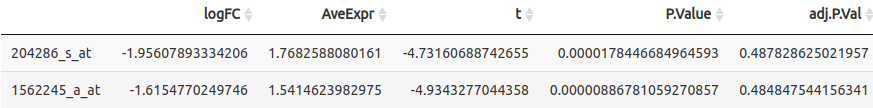 logFC AveExpr t P.Value adj.P.Val
204286_s_at -1.95607893334206 1.7682588080161 -4.73160688742655 0.0000178446684964593 0.487828625021957
1562245_a_at -1.6154770249746 1.5414623982975 -4.9343277044358 0.00000886781059270857 0.484847544156341